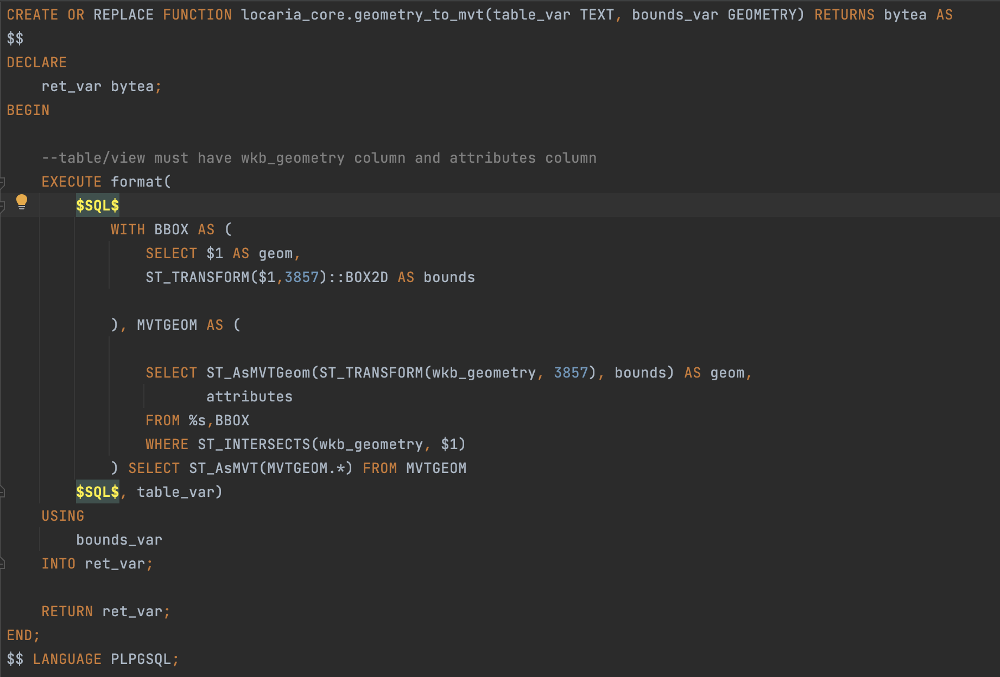 CREATE OR REPLACE FUNCTION locaria_core.geometry_to_mvt(table_var TEXT, bounds_var GEOMETRY) RETURNS bytea AS
$$
DECLARE
    ret_var bytea;
BEGIN

    --table/view must have wkb_geometry column and attributes column
    EXECUTE format(
        $SQL$
            WITH BBOX AS (
                SELECT $1 AS geom,
                ST_TRANSFORM($1,3857)::BOX2D AS bounds

            ), MVTGEOM AS (

                SELECT ST_AsMVTGeom(ST_TRANSFORM(wkb_geometry, 3857), bounds) AS geom,
                       attributes
                FROM %s,BBOX
                WHERE ST_INTERSECTS(wkb_geometry, $1)
            ) SELECT ST_AsMVT(MVTGEOM.*) FROM MVTGEOM
        $SQL$, table_var)
    USING
        bounds_var
    INTO ret_var;

    RETURN ret_var;
END;
$$ LANGUAGE PLPGSQL;